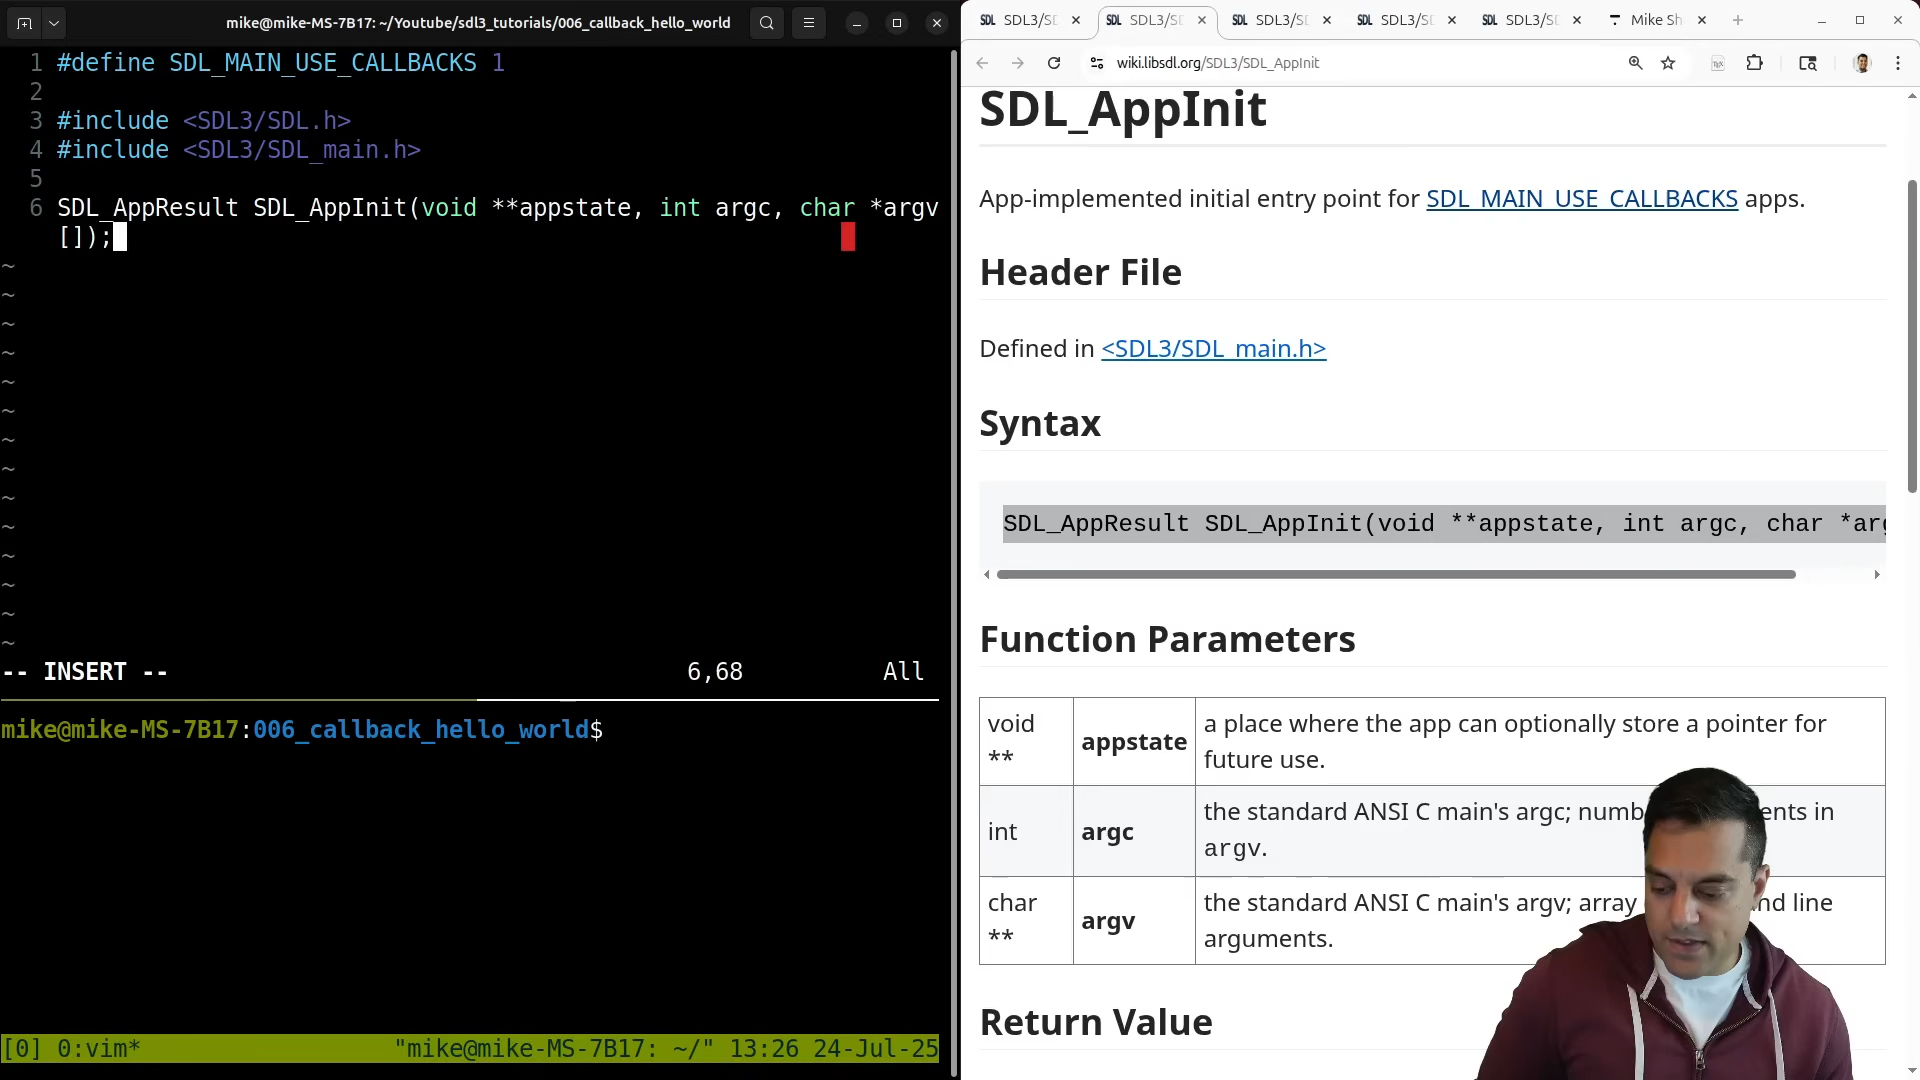 mike@mike-MS-7B17: ~/Youtube/sdl3_tutorials/006_callback_hello_world
1 #define SDL_MAIN_USE_CALLBACKS 1
2
3 #include <SDL3/SDL.h>
4 #include <SDL3/SDL_main.h>
5
6 SDL_AppResult SDL_AppInit(void **appstate, int argc, char *argv
[]);
~
~
~
~
~
~
~
~
~
~
~
~
~
~
-- INSERT -- 6,68 All
mike@mike-MS-7B17:006_callback_hello_world$
[0] 0:vim* "mike@mike-MS-7B17: ~/" 13:26 24-Jul-25
SDL SDL3/SD SDL SDL3/SD SDL SDL3/SD SDL SDL3/SD SDL SDL3/SD Mike Sh
wiki.libsdl.org/SDL3/SDL_AppInit
SDL_AppInit
App-implemented initial entry point for SDL_MAIN_USE_CALLBACKS apps.
Header File
Defined in <SDL3/SDL_main.h>
Syntax
SDL_AppResult SDL_AppInit(void **appstate, int argc, char *arg
Function Parameters
void ** appstate a place where the app can optionally store a pointer for
future use.
int argc the standard ANSI C main's argc; in
argv.
char ** argv the standard ANSI C main's argv; array line
arguments.
Return Value